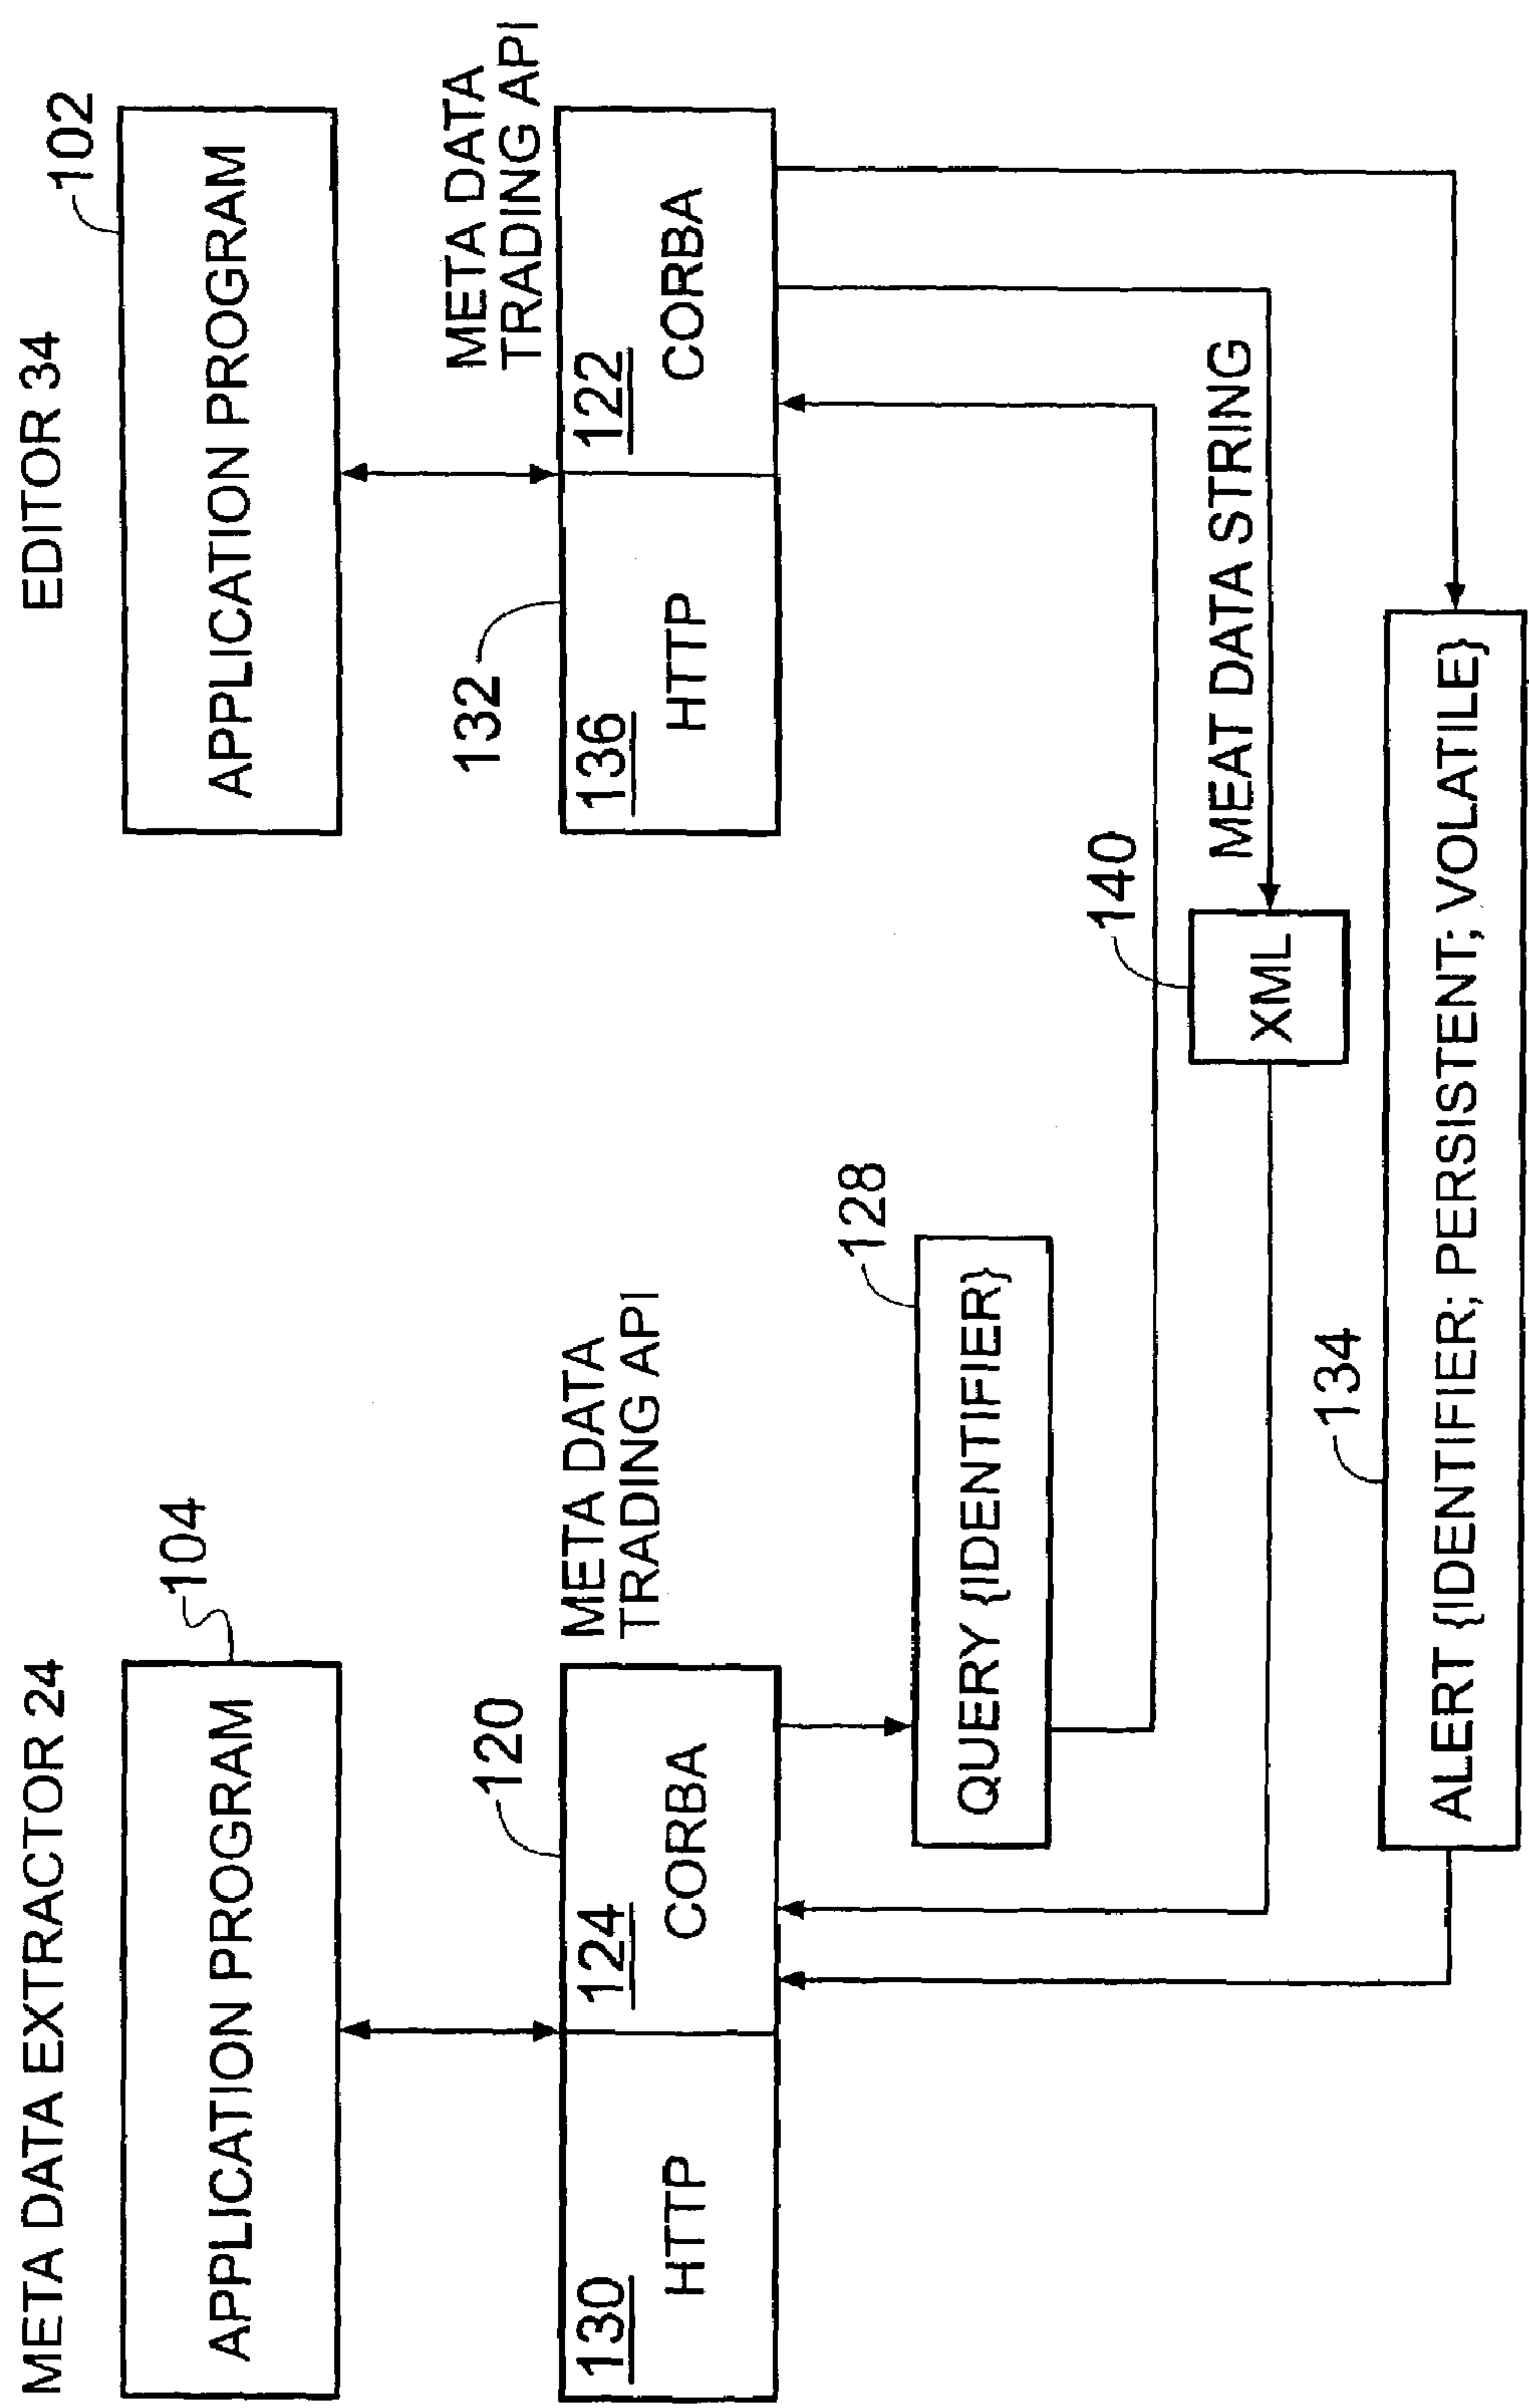 META DATA EXTRACTOR 24
EDITOR 34
104
APPLICATION PROGRAM
102
APPLICATION PROGRAM
120
META DATA
TRADING API
130
HTTP
124
CORBA
META DATA
TRADING API
132
136
HTTP
122
CORBA
128
QUERY {IDENTIFIER}
140
XML
MEAT DATA STRING
134
ALERT {IDENTIFIER; PERSISTENT; VOLATILE}